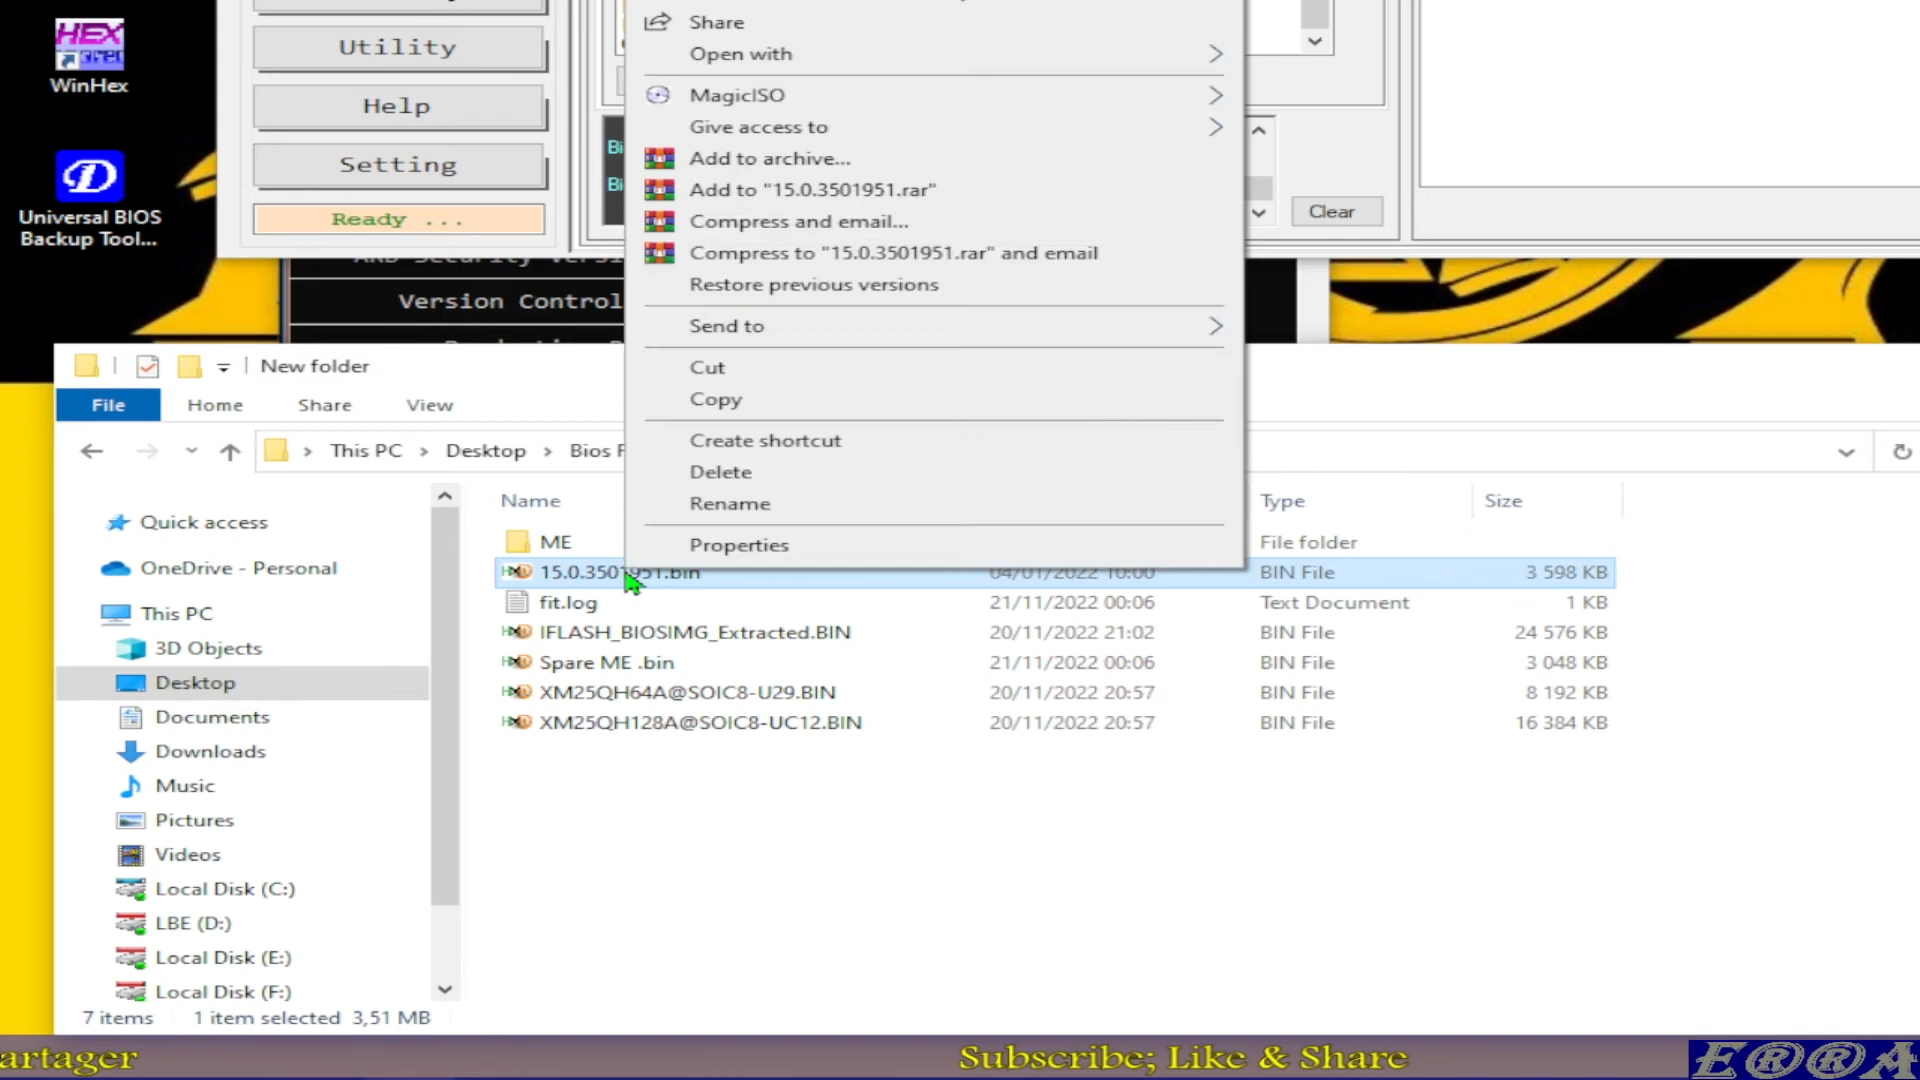 HEX
WinHex
D
Universal BIOS
Backup Tool...
Utility
Help
Setting
Ready ...
Share
Open with
MagicISO
Give access to
Add to archive...
Add to "15.0.3501951.rar"
Compress and email...
Compress to "15.0.3501951.rar" and email
Restore previous versions
Send to
Cut
Copy
Create shortcut
Delete
Rename
Properties
Clear
Version Control
New folder
File Home Share View
This PC > Desktop > Bios
Name Type Size
ME File folder
15.0.3501951.bin 04/01/2022 10:00 BIN File 3 598 KB
fit.log 21/11/2022 00:06 Text Document 1 KB
IFLASH_BIOSIMG_Extracted.BIN 20/11/2022 21:02 BIN File 24 576 KB
Spare ME .bin 21/11/2022 00:06 BIN File 3 048 KB
XM25QH64A@SOIC8-U29.BIN 20/11/2022 20:57 BIN File 8 192 KB
XM25QH128A@SOIC8-UC12.BIN 20/11/2022 20:57 BIN File 16 384 KB
Quick access
OneDrive - Personal
This PC
3D Objects
Desktop
Documents
Downloads
Music
Pictures
Videos
Local Disk (C:)
LBE (D:)
Local Disk (E:)
Local Disk (F:)
7 items 1 item selected 3,51 MB
artager Subscribe; Like & Share ERRA